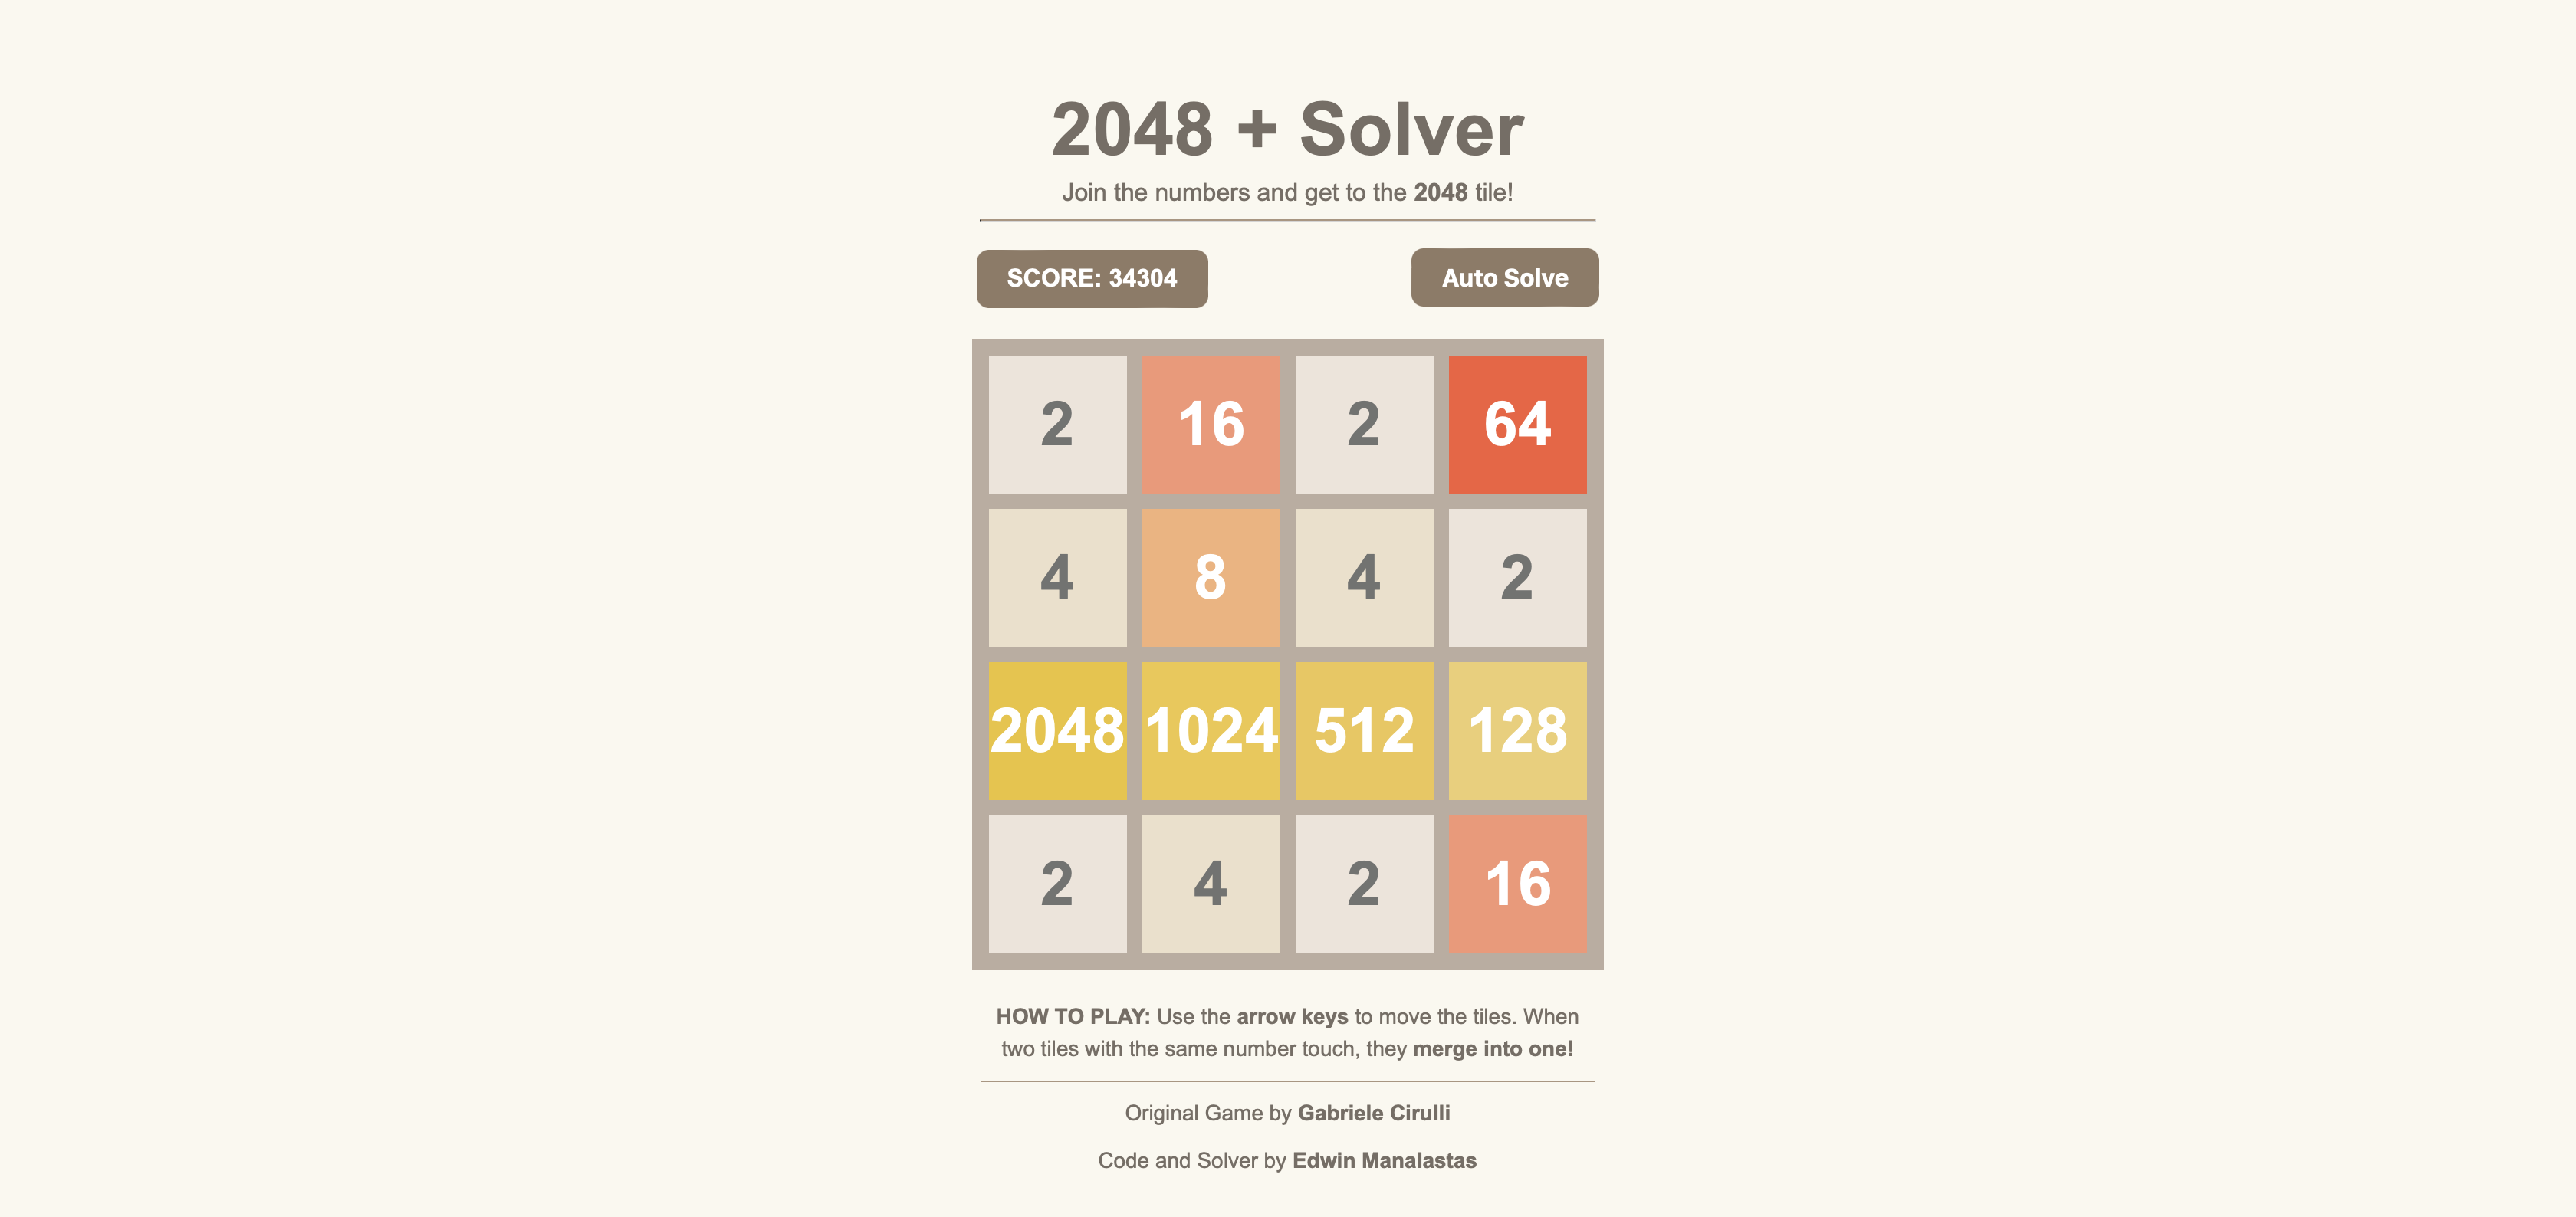 2048 + Solver
Join the numbers and get to the 2048 tile!
SCORE: 34304 Auto Solve
2 16 2 64
4 8 4 2
2048 1024 512 128
2 4 2 16
HOW TO PLAY: Use the arrow keys to move the tiles. When
two tiles with the same number touch, they merge into one!
Original Game by Gabriele Cirulli
Code and Solver by Edwin Manalastas